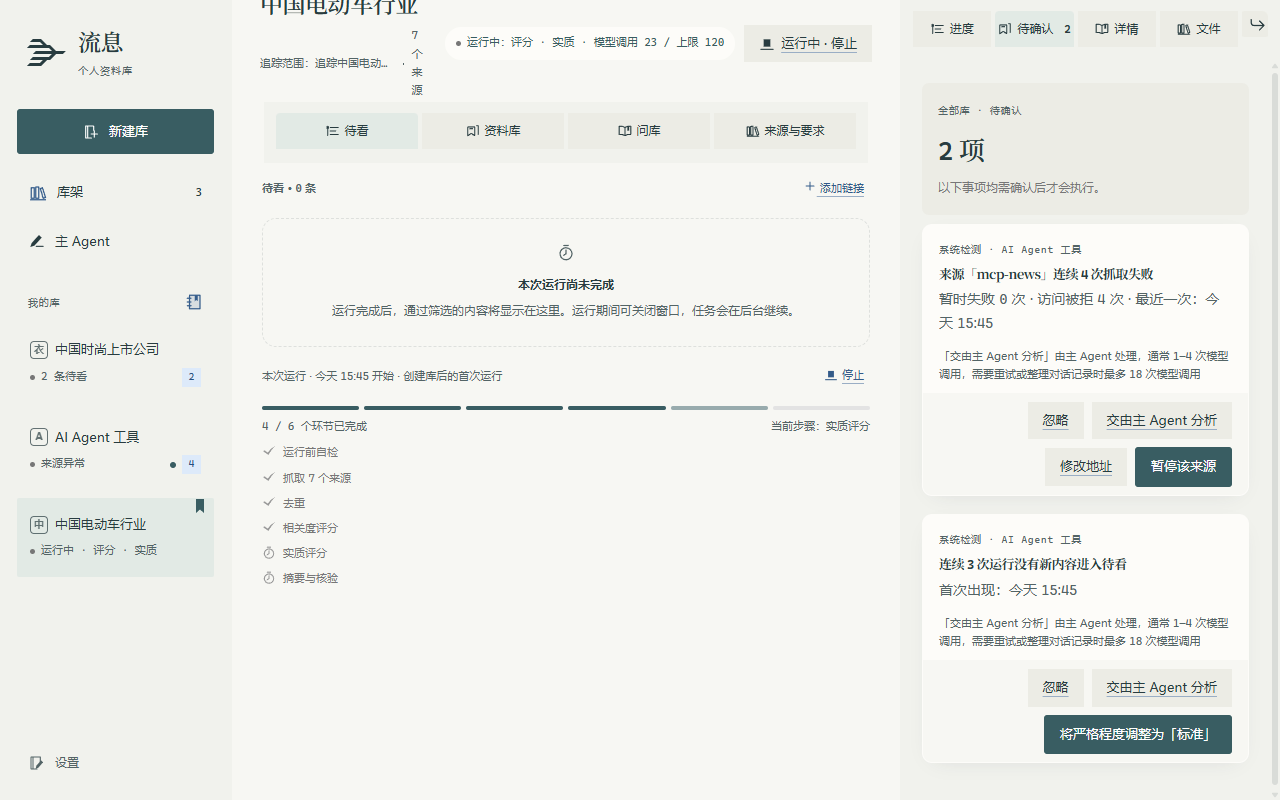 流息
个人资料库
新建库
库架 3
主 Agent
我的库
衣 中国时尚上市公司
2 条待看 2
A AI Agent 工具
来源异常 4
中 中国电动车行业
运行中 · 评分 · 实质
设置
中国电动车行业
追踪范围：追踪中国电动… · 7个来源
运行中：评分 · 实质 · 模型调用 23 / 上限 120
运行中 · 停止
待看
资料库
问库
来源与要求
待看 • 0 条
添加链接
本次运行尚未完成
运行完成后，通过筛选的内容将显示在这里。运行期间可关闭窗口，任务会在后台继续。
本次运行 · 今天 15:45 开始 · 创建库后的首次运行
停止
4 / 6 个环节已完成
当前步骤：实质评分
运行前自检
抓取 7 个来源
去重
相关度评分
实质评分
摘要与核验
进度
待确认 2
详情
文件
全部库 · 待确认
2 项
以下事项均需确认后才会执行。
系统检测 · AI Agent 工具
来源「mcp-news」连续 4 次抓取失败
暂时失败 0 次 · 访问被拒 4 次 · 最近一次：今
天 15:45
「交由主 Agent 分析」由主 Agent 处理，通常 1–4 次模型
调用，需要重试或整理对话记录时最多 18 次模型调用
忽略
交由主 Agent 分析
修改地址
暂停该来源
系统检测 · AI Agent 工具
连续 3 次运行没有新内容进入待看
首次出现：今天 15:45
「交由主 Agent 分析」由主 Agent 处理，通常 1–4 次模型
调用，需要重试或整理对话记录时最多 18 次模型调用
忽略
交由主 Agent 分析
将严格程度调整为「标准」